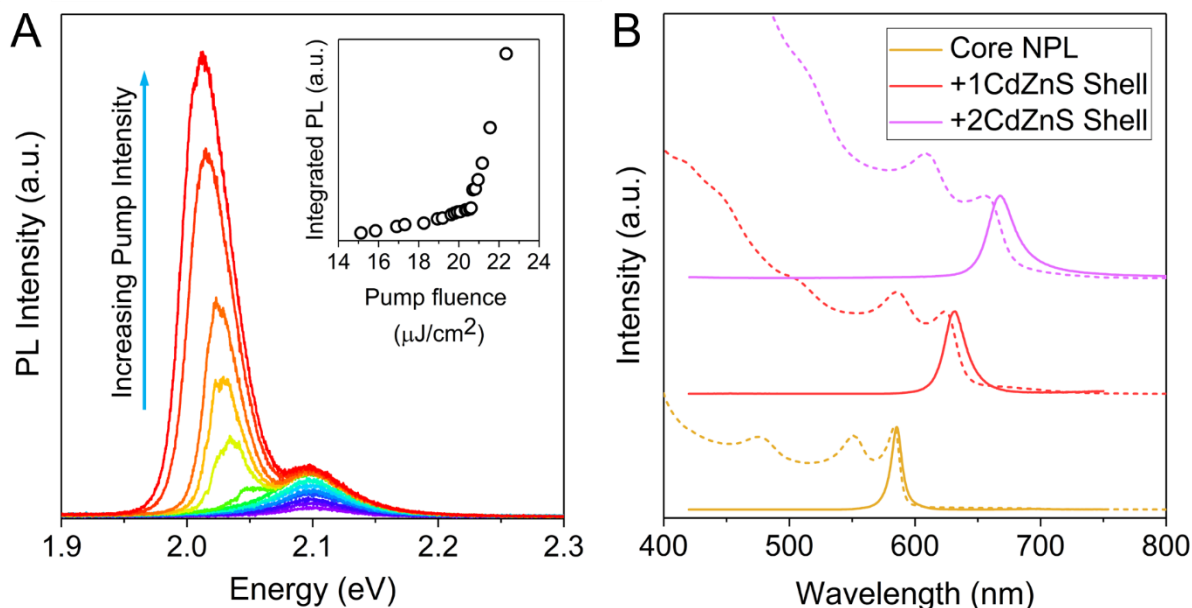 A
PL Intensity (a.u.)
Increasing Pump Intensity
Integrated PL (a.u.)
14 16 18 20 22 24
Pump fluence
(μJ/cm²)
1.9 2.0 2.1 2.2 2.3
Energy (eV)
B
Core NPL
+1CdZnS Shell
+2CdZnS Shell
Intensity (a.u.)
400 500 600 700 800
Wavelength (nm)